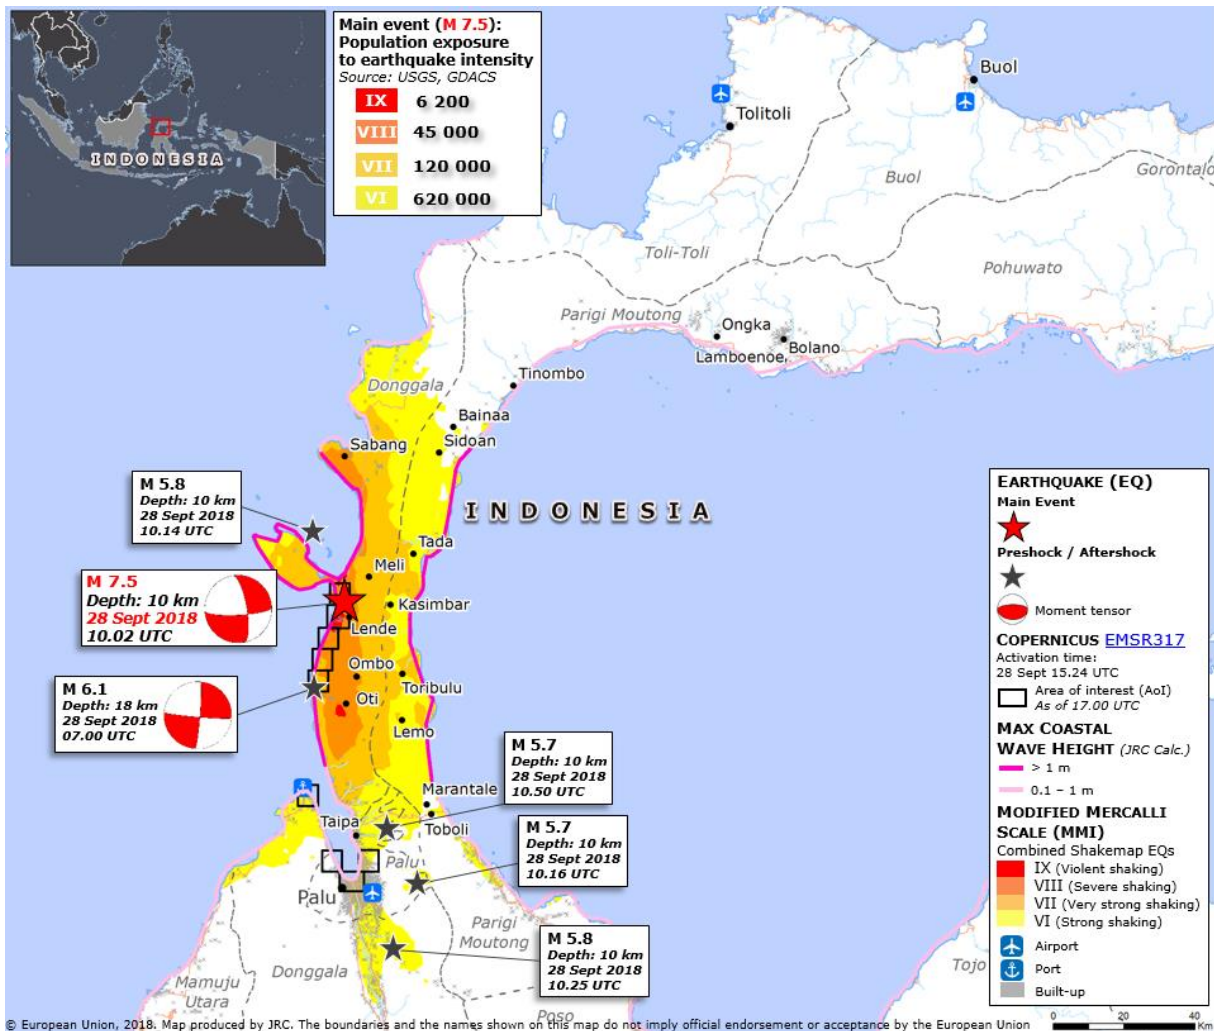 INDONESIA
Main event (M 7.5):
Population exposure
to earthquake intensity
Source: USGS, GDACS
IX 6 200
VIII 45 000
VII 120 000
VI 620 000
Buol
Tolitoli
Buol
Gorontalo
Toli-Toli
Pohuwato
Parigi Moutong
Ongka
Lamboenoe
Bolano
Tinombo
Donggala
Bainaa
Sidoan
Sabang
INDONESIA
M 5.8
Depth: 10 km
28 Sept 2018
10.14 UTC
Tada
Meli
M 7.5
Depth: 10 km
28 Sept 2018
10.02 UTC
Kasimbar
Lende
Ombo
Toribulu
Oti
Lemo
M 6.1
Depth: 18 km
28 Sept 2018
07.00 UTC
M 5.7
Depth: 10 km
28 Sept 2018
10.50 UTC
Marantale
Toboli
Taipa
M 5.7
Depth: 10 km
28 Sept 2018
10.16 UTC
Palu
Palu
Parigi
Moutong
M 5.8
Depth: 10 km
28 Sept 2018
10.25 UTC
Donggala
Mamuju
Utara
Poso
Tojo
EARTHQUAKE (EQ)
Main Event
Preshock / Aftershock
Moment tensor
COPERNICUS EMSR317
Activation time:
28 Sept 15.24 UTC
Area of interest (AoI)
As of 17.00 UTC
MAX COASTAL
WAVE HEIGHT (JRC Calc.)
> 1 m
0.1 – 1 m
MODIFIED MERCALLI
SCALE (MMI)
Combined Shakemap EQs
IX (Violent shaking)
VIII (Severe shaking)
VII (Very strong shaking)
VI (Strong shaking)
Airport
Port
Built-up
0 20 40
Km
© European Union, 2018. Map produced by JRC. The boundaries and the names shown on this map do not imply official endorsement or acceptance by the European Union